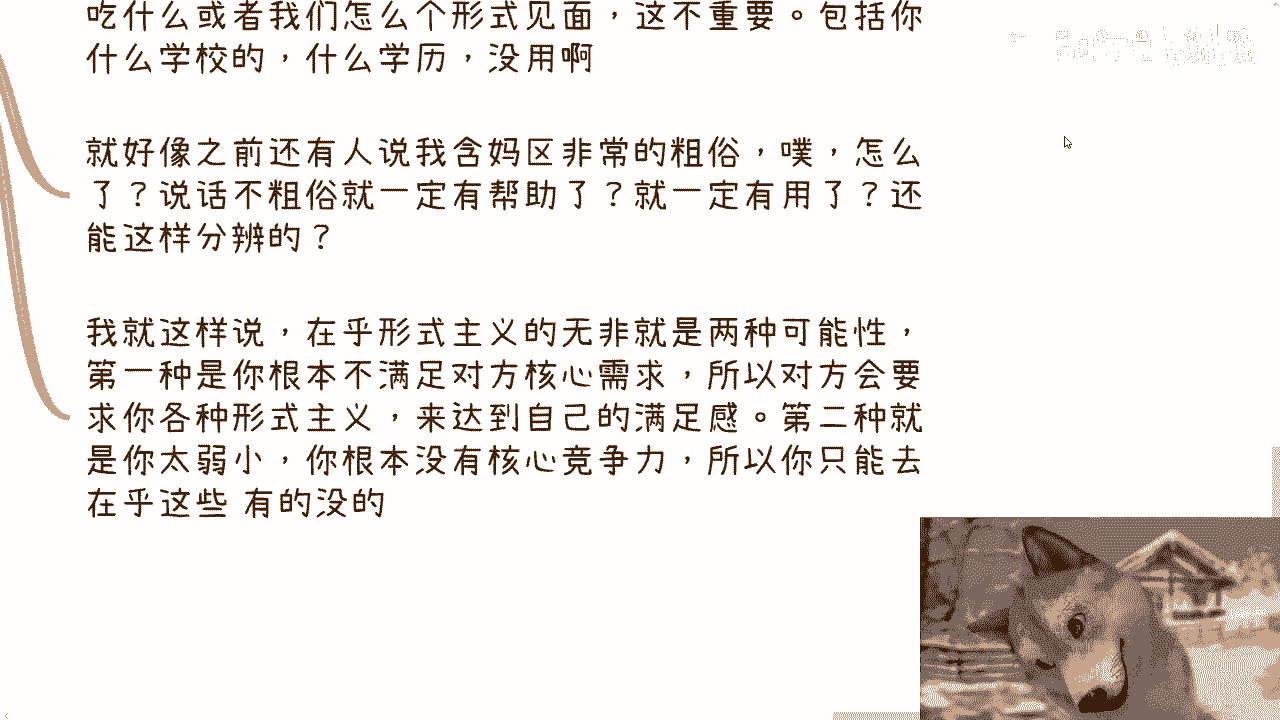 吃什么或者我们怎么个形式见面，这不重要。包括你
什么学校的，什么学历，没用啊
就好像之前还有人说我含妈区非常的粗俗，噗，怎么
了？说话不粗俗就一定有帮助了？就一定有用了？还
能这样分辨的？
我就这样说，在乎形式主义的无非就是两种可能性，
第一种是你根本不满足对方核心需求，所以对方会要
求你各种形式主义，来达到自己的满足感。第二种就
是你太弱小，你根本没有核心竞争力，所以你只能去
在乎这些 有的没的